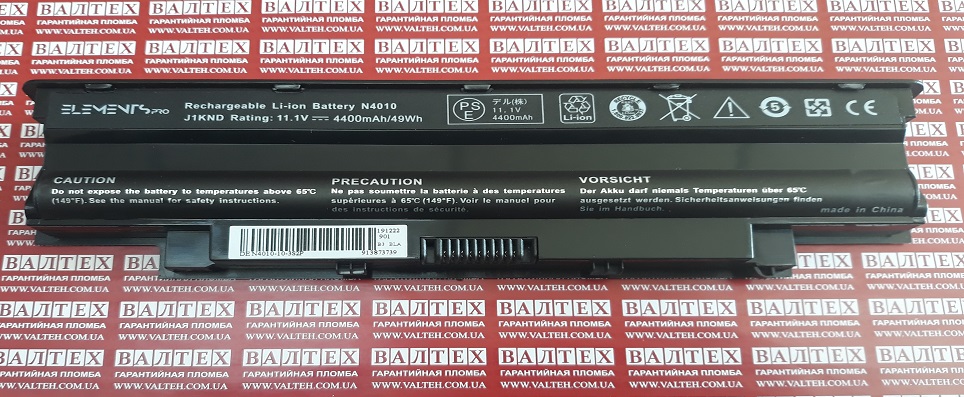 ELEMENTS PRO
Rechargeable Li-ion Battery N4010
J1KND Rating: 11.1V 4400mAh/49Wh
PS
E
デル(株)
11.1V
4400mAh
Li-ion
5
CE
CAUTION
Do not expose the battery to temperatures above 65℃
(149°F). See the manual for safety instructions.
PRECAUTION
Ne pas soumettre la batterie à des temperatures
supérieures à 65℃ (149°F). Voir le manuel pour
des instructions de sécurité.
VORSICHT
Der Akku darf niemals Temperaturen über 65℃
ausgesetzt werden. Sicherheitsanweisungen finden
Sie im Handbuch.
made in China
191222
901
DEN4010-10-3S2P
913873739
ВАЛТЕХ
ГАРАНТИЙНАЯ ПЛОМБА
WWW.VALTEH.COM.UA